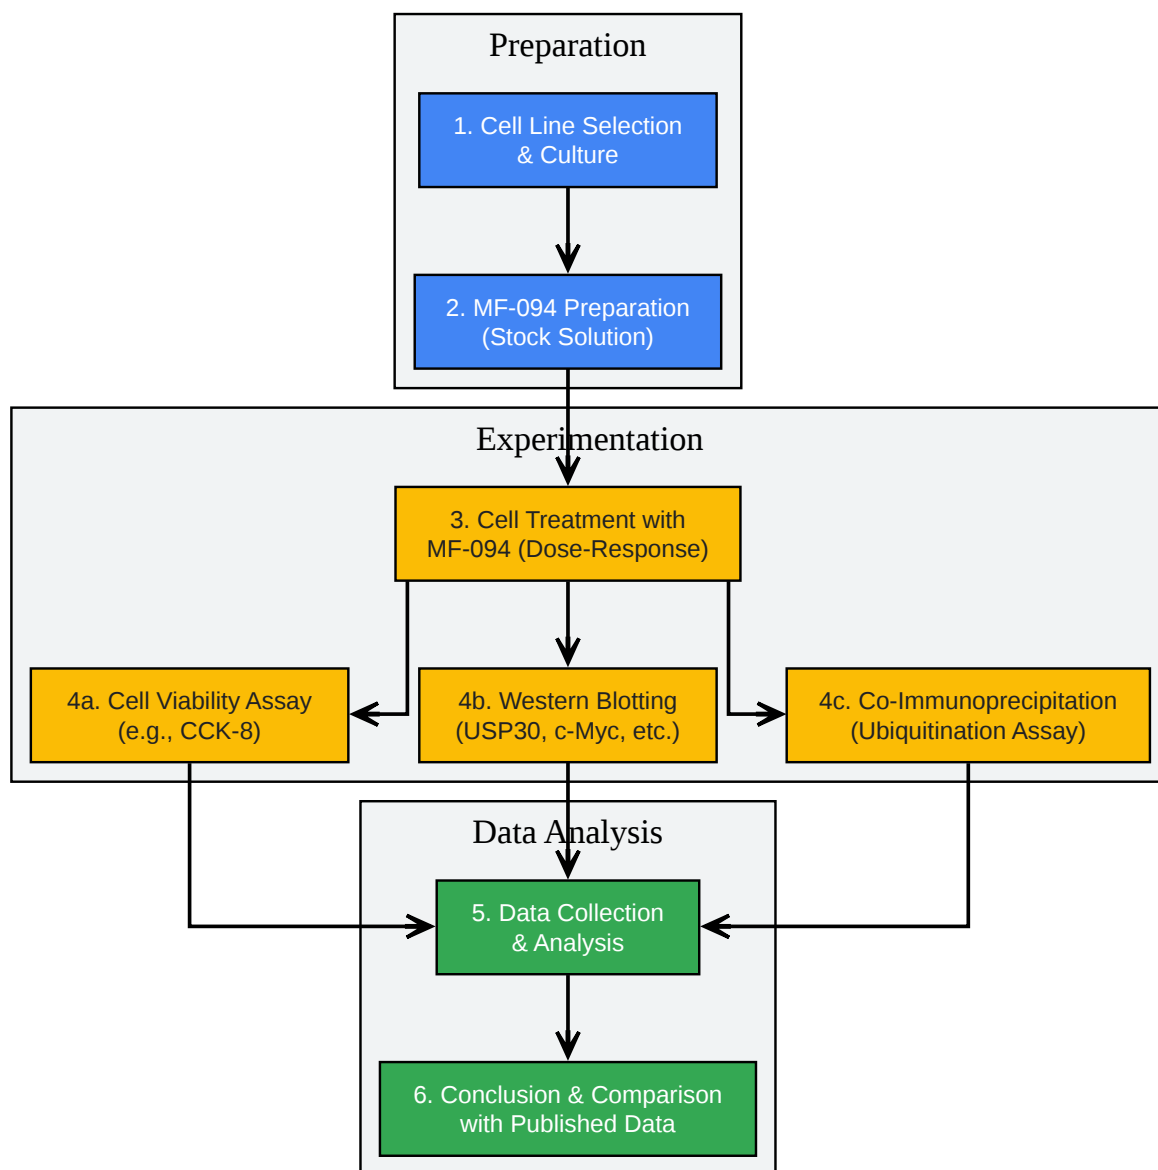 Preparation
1. Cell Line Selection
& Culture
2. MF-094 Preparation
(Stock Solution)
Experimentation
3. Cell Treatment with
MF-094 (Dose-Response)
4a. Cell Viability Assay
(e.g., CCK-8)
4b. Western Blotting
(USP30, c-Myc, etc.)
4c. Co-Immunoprecipitation
(Ubiquitination Assay)
Data Analysis
5. Data Collection
& Analysis
6. Conclusion & Comparison
with Published Data